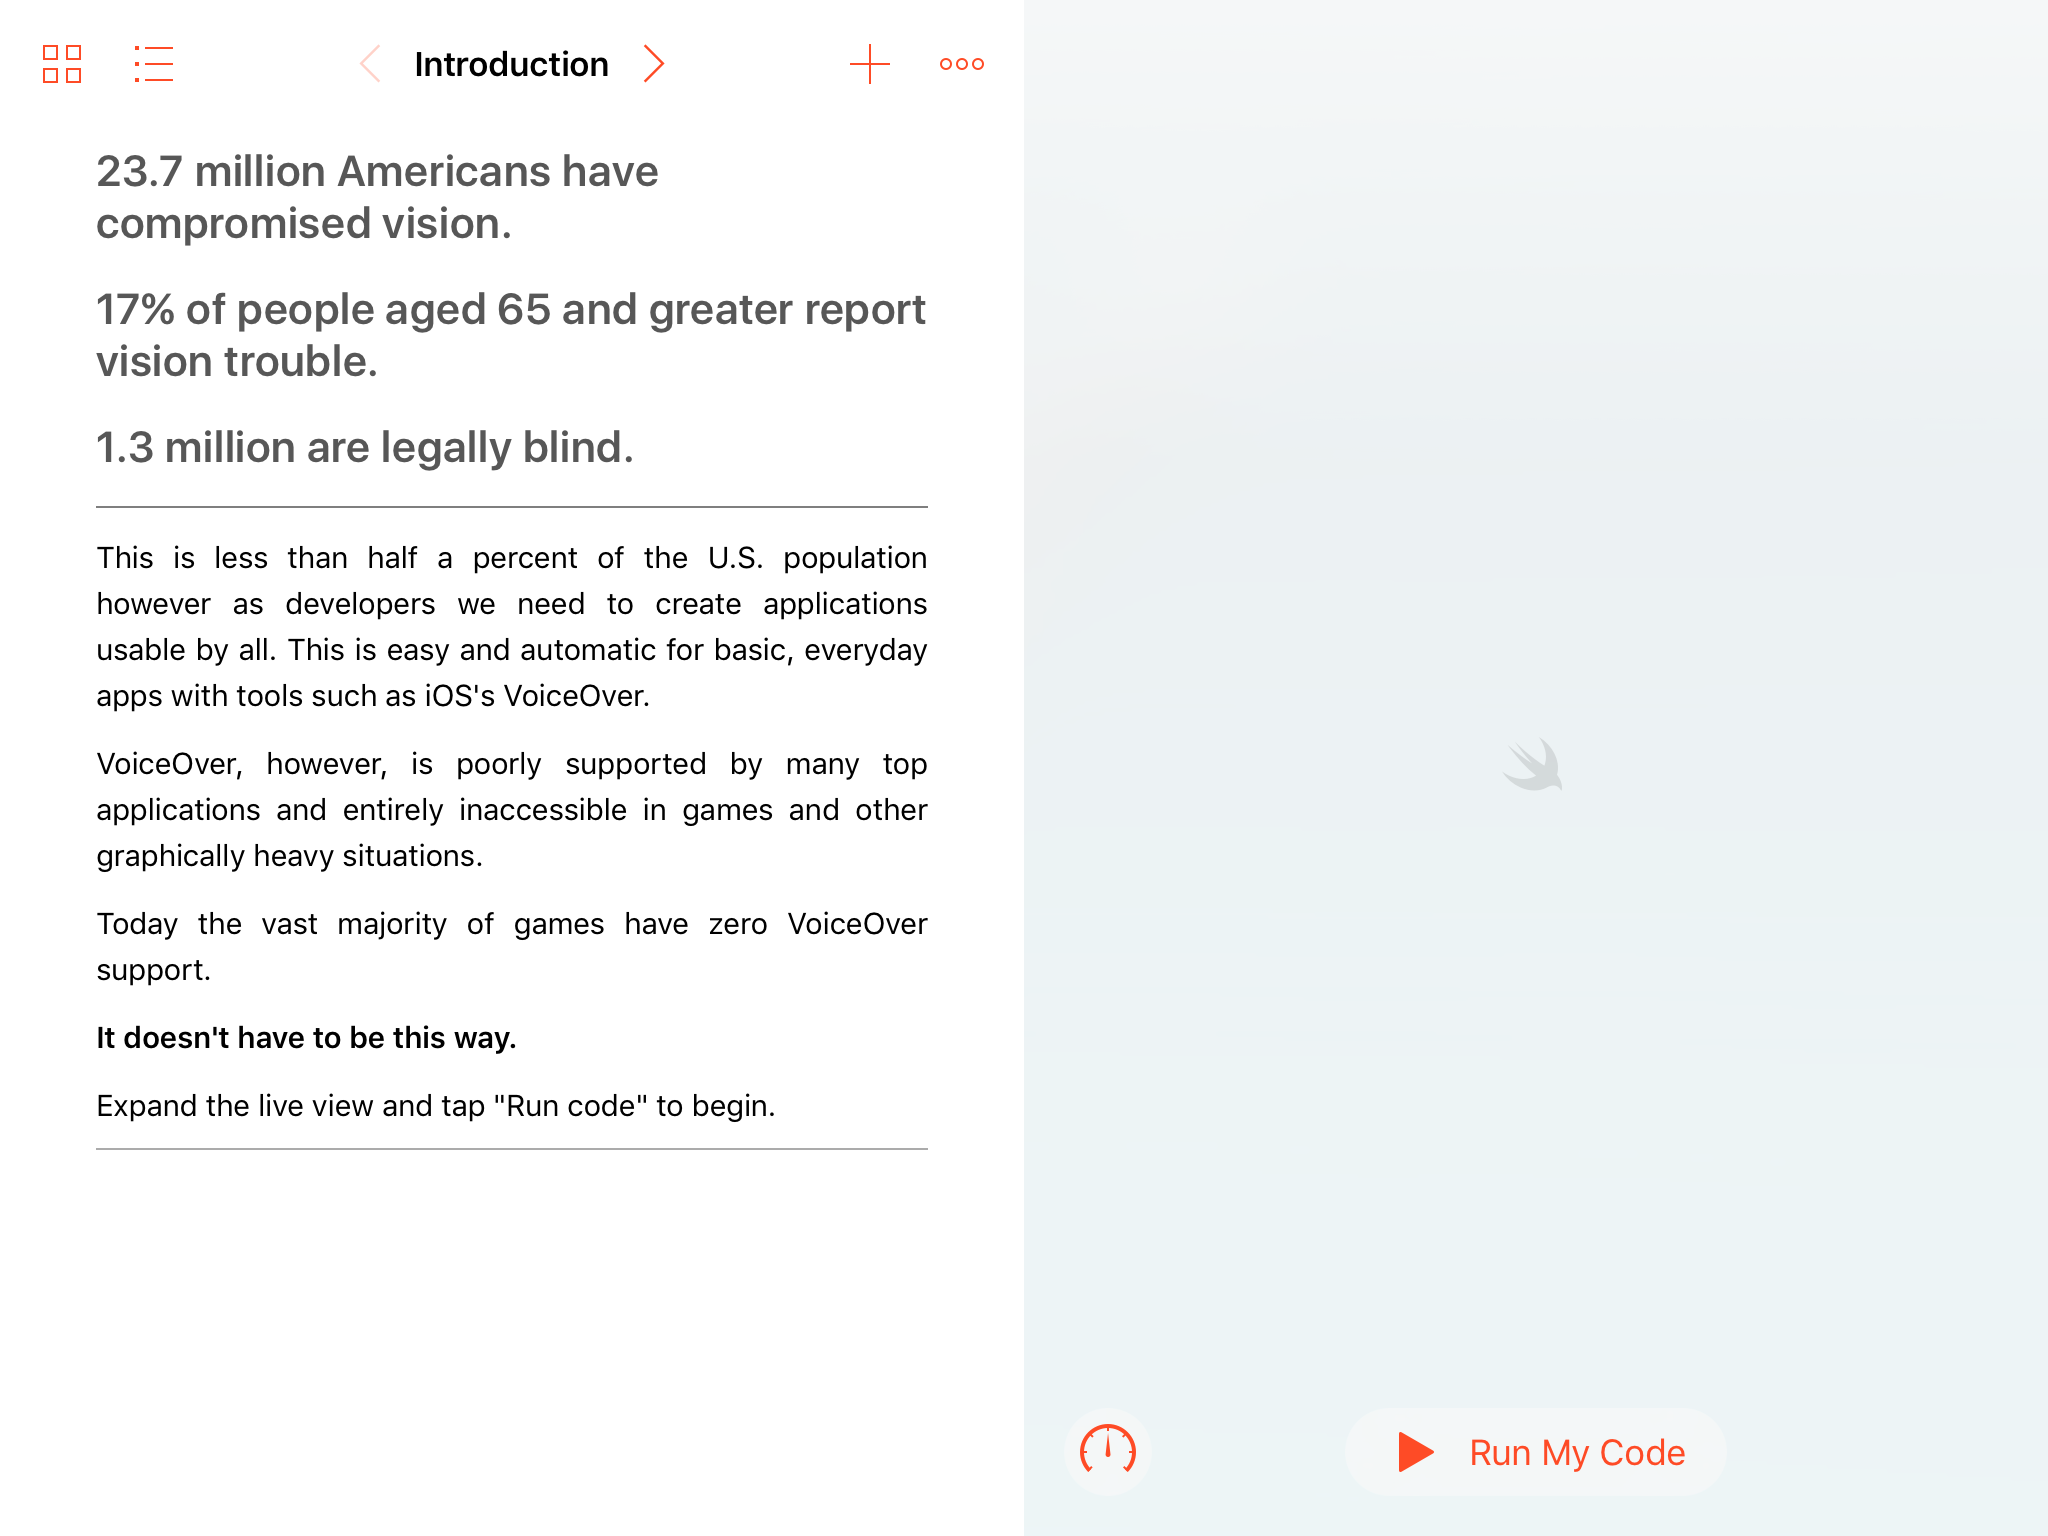 Introduction
23.7 million Americans have
compromised vision.
17% of people aged 65 and greater report
vision trouble.
1.3 million are legally blind.
This is less than half a percent of the U.S. population
however as developers we need to create applications
usable by all. This is easy and automatic for basic, everyday
apps with tools such as iOS's VoiceOver.
VoiceOver, however, is poorly supported by many top
applications and entirely inaccessible in games and other
graphically heavy situations.
Today the vast majority of games have zero VoiceOver
support.
It doesn't have to be this way.
Expand the live view and tap "Run code" to begin.
Run My Code